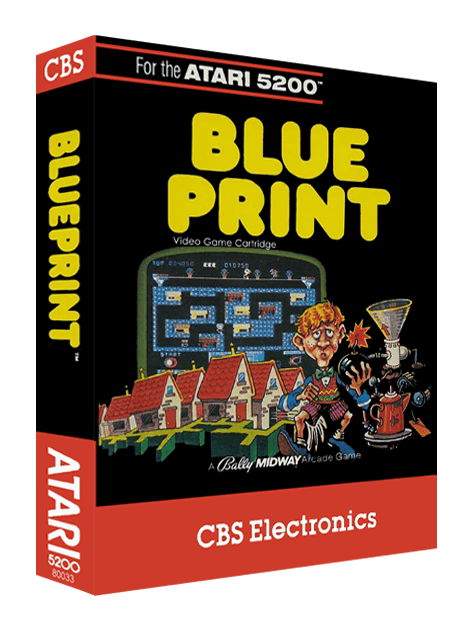 CBS
BLUEPRINT™
ATARI
5200
80033
For the ATARI 5200™
BLUE
PRINT
Video Game Cartridge
START
A Bally MIDWAY Arcade Game
CBS Electronics